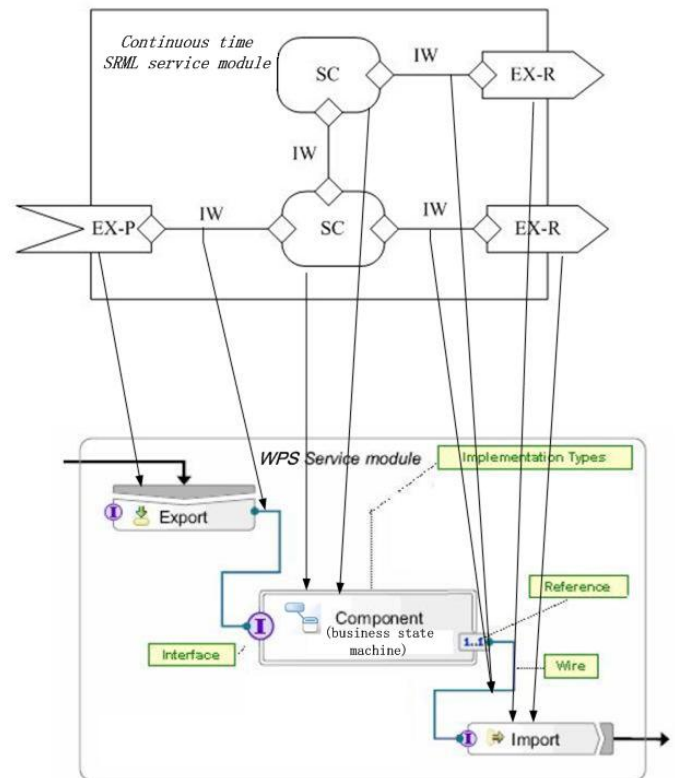 Continuous time
SRML service module
SC
IW
EX-R
IW
EX-P
IW
SC
IW
EX-R
WPS Service module
Implementation Types
I
Export
Reference
I
Component
(business state
machine)
1..1
Interface
Wire
I
Import